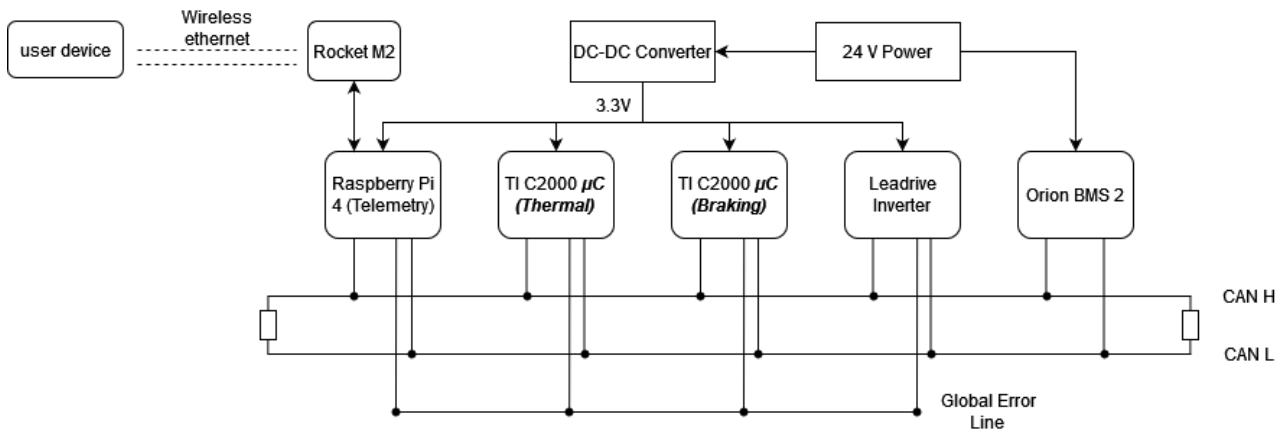 Wireless
ethernet
user device
Rocket M2
DC-DC Converter
24 V Power
3.3V
Raspberry Pi
4 (Telemetry)
TI C2000 µC
(Thermal)
TI C2000 µC
(Braking)
Leadrive
Inverter
Orion BMS 2
CAN H
CAN L
Global Error
Line